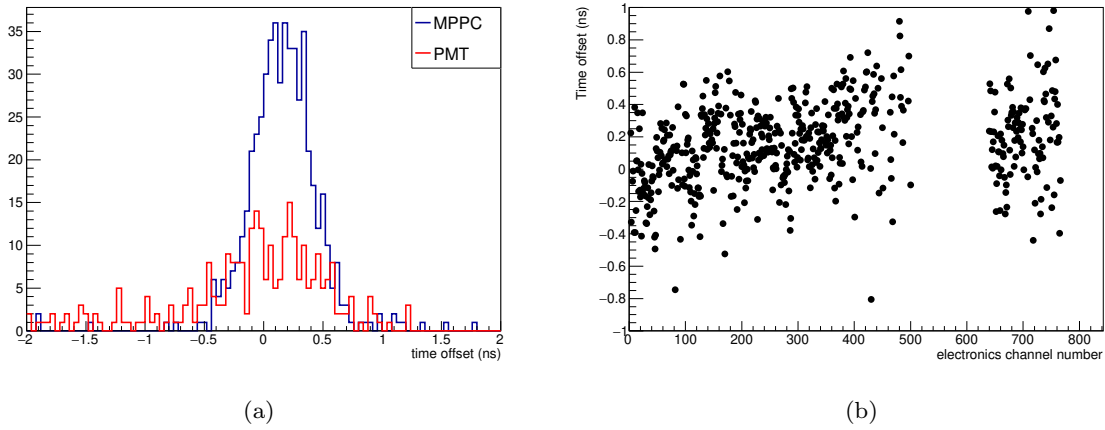 MPPC
PMT
35
30
25
20
15
10
5
0
−2 −1.5 −1 −0.5 0 0.5 1 1.5 2
time offset (ns)
(a)
Time offset (ns)
1
0.8
0.6
0.4
0.2
0
−0.2
−0.4
−0.6
−0.8
−1
0 100 200 300 400 500 600 700 800
electronics channel number
(b)